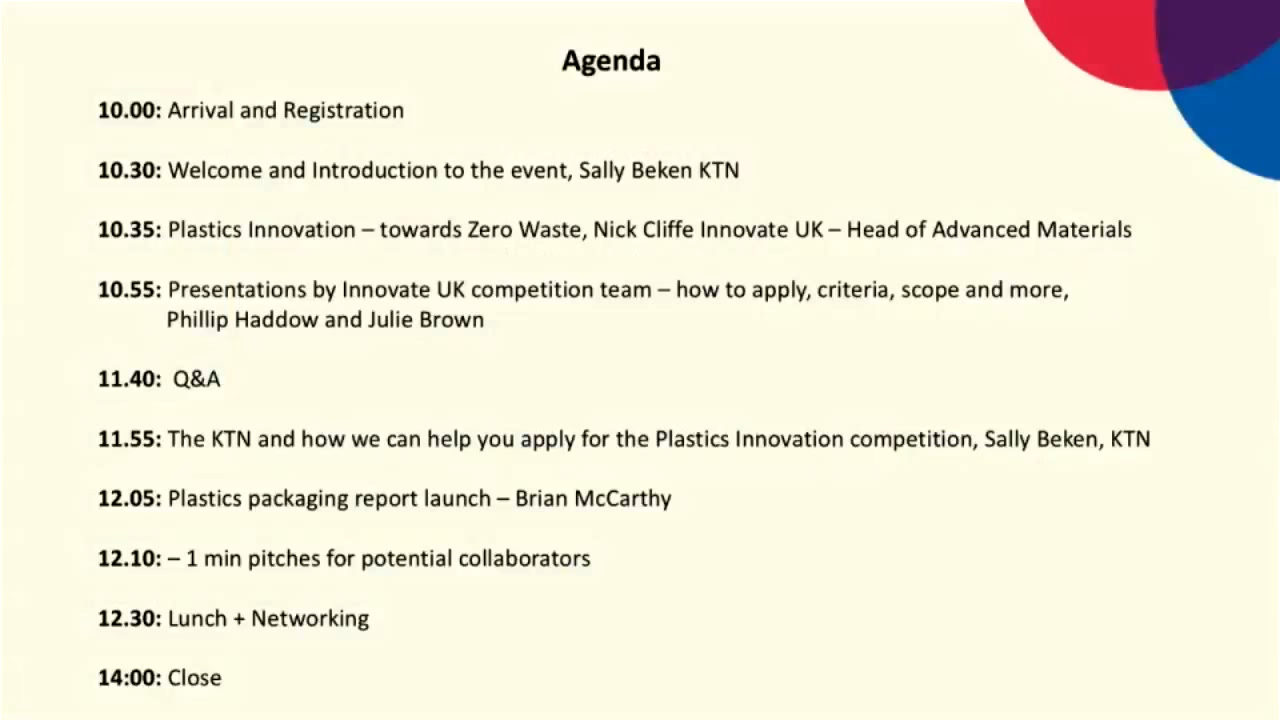 Agenda
10.00: Arrival and Registration
10.30: Welcome and Introduction to the event, Sally Beken KTN
10.35: Plastics Innovation – towards Zero Waste, Nick Cliffe Innovate UK – Head of Advanced Materials
10.55: Presentations by Innovate UK competition team – how to apply, criteria, scope and more,
Phillip Haddow and Julie Brown
11.40: Q&A
11.55: The KTN and how we can help you apply for the Plastics Innovation competition, Sally Beken, KTN
12.05: Plastics packaging report launch – Brian McCarthy
12.10: – 1 min pitches for potential collaborators
12.30: Lunch + Networking
14:00: Close